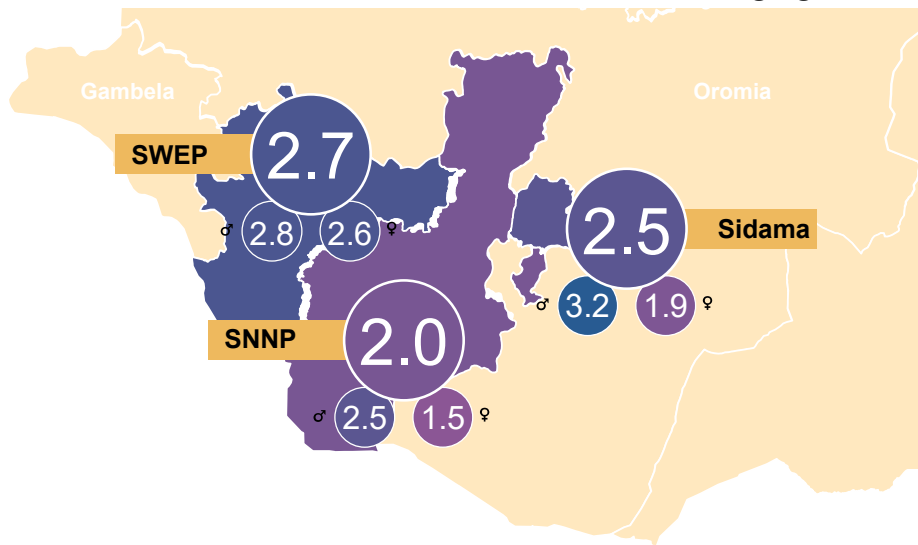 Gambela
Oromia
SWEP
2.7
♂ 2.8 2.6 ♀
2.5
Sidama
♂ 3.2 1.9 ♀
SNNP
2.0
♂ 2.5 1.5 ♀